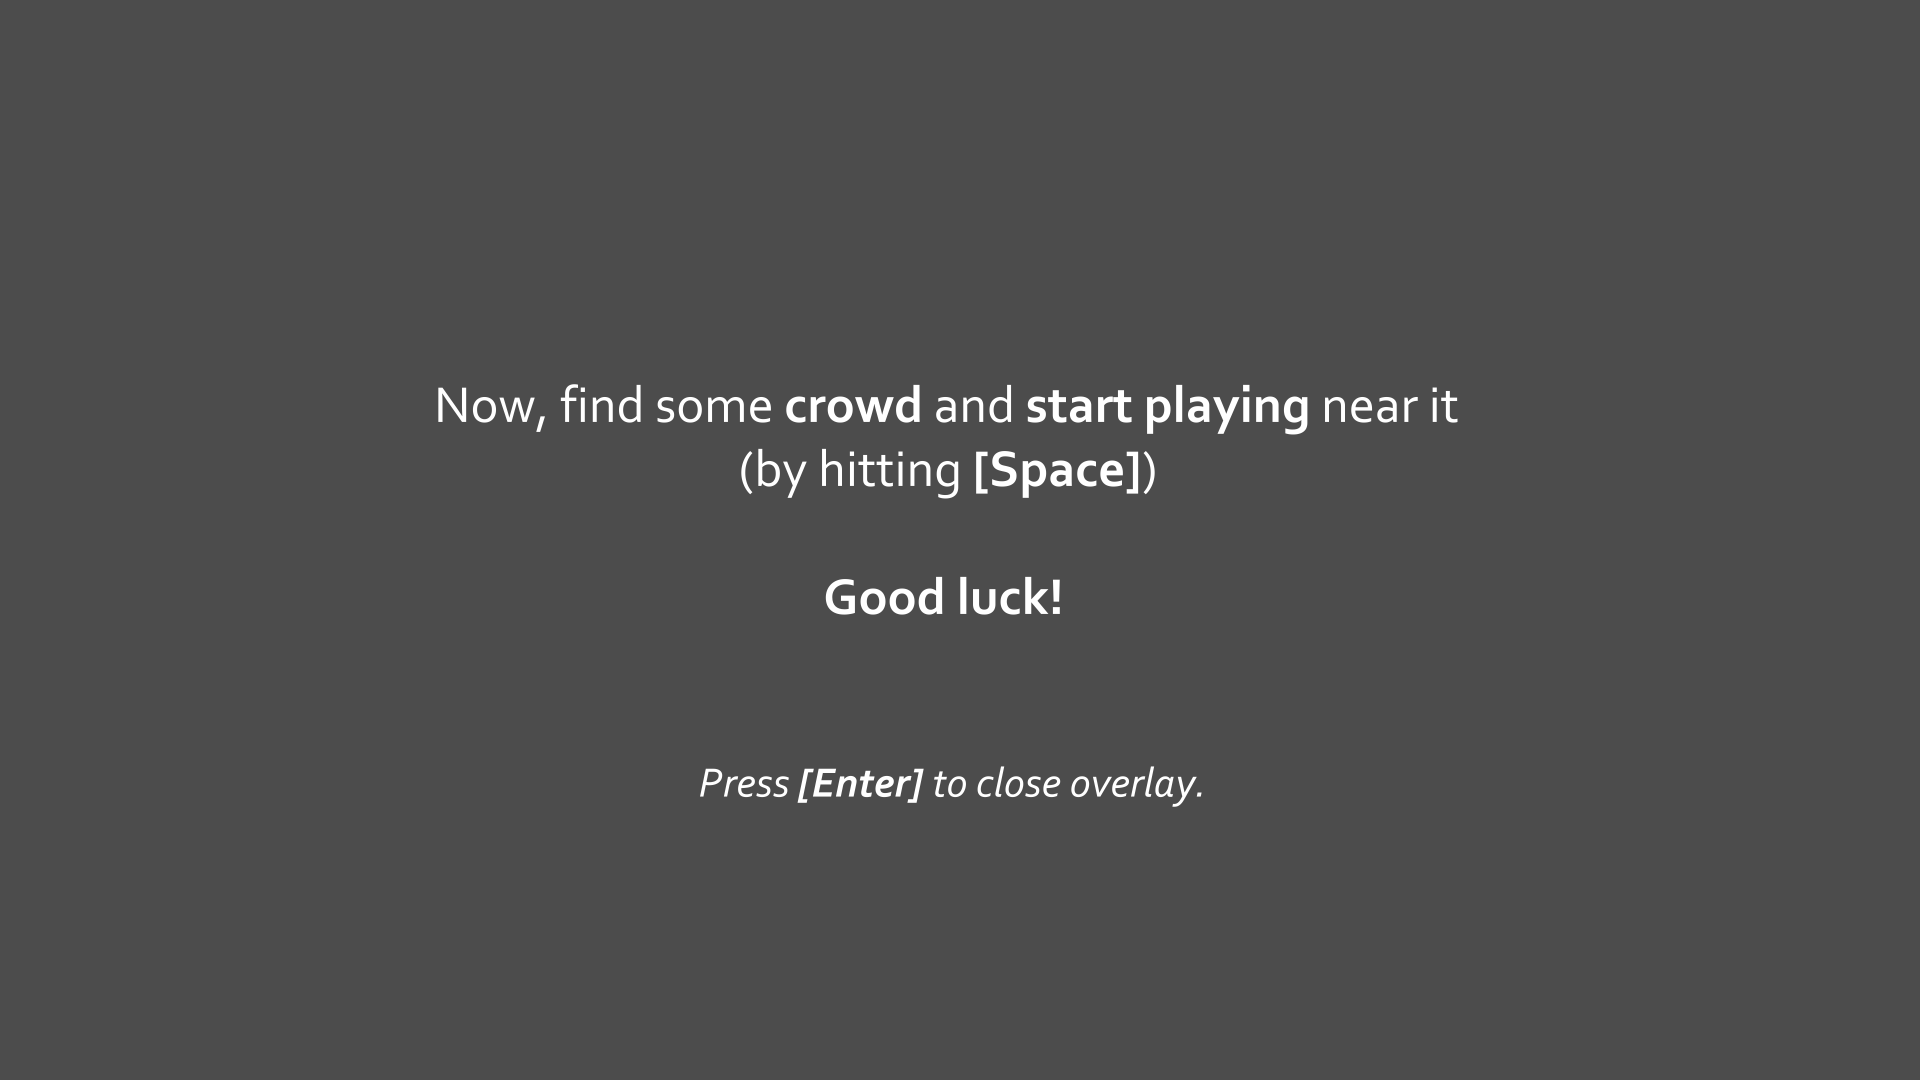 Now, find some crowd and start playing near it
(by hitting [Space])
Good luck!
Press [Enter] to close overlay.